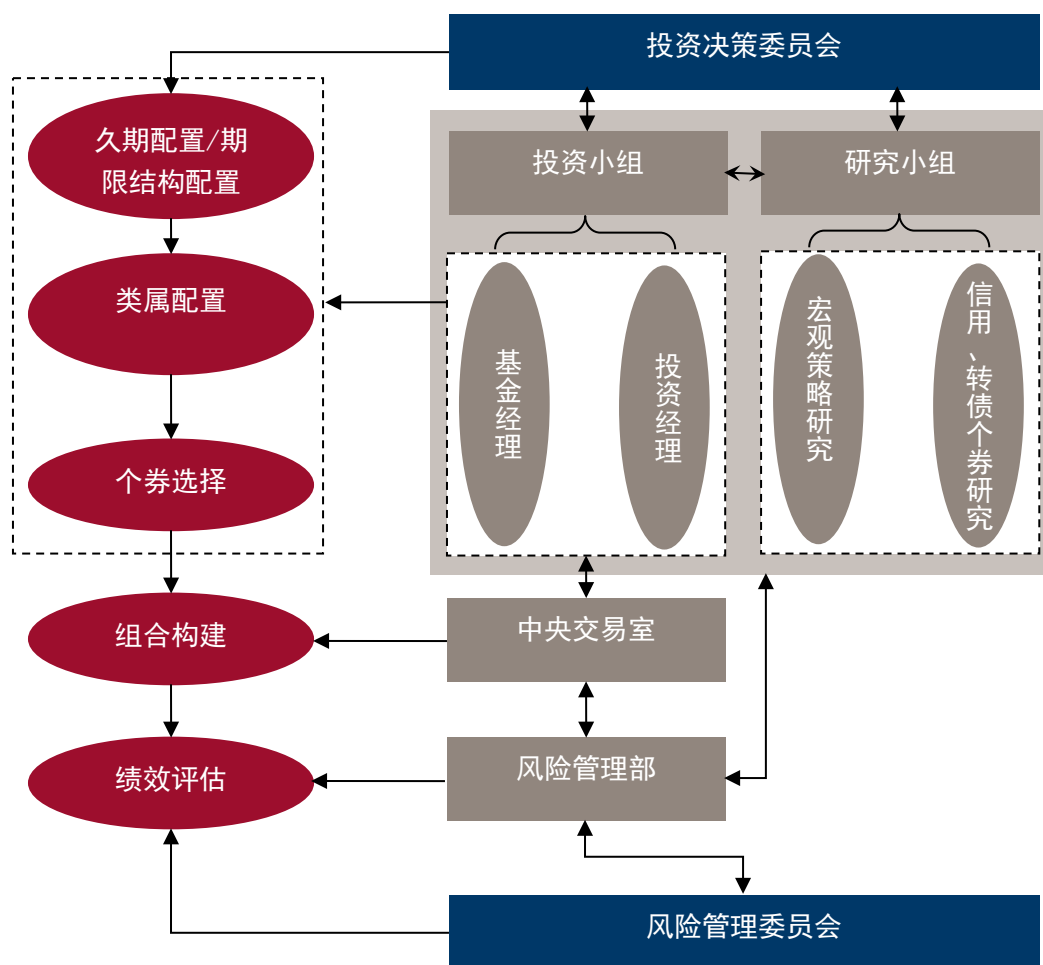 投资决策委员会
久期配置/期
限结构配置
投资小组
研究小组
类属配置
基金经理
投资经理
宏观策略研究
信用、转债个券研究
个券选择
组合构建
中央交易室
绩效评估
风险管理部
风险管理委员会